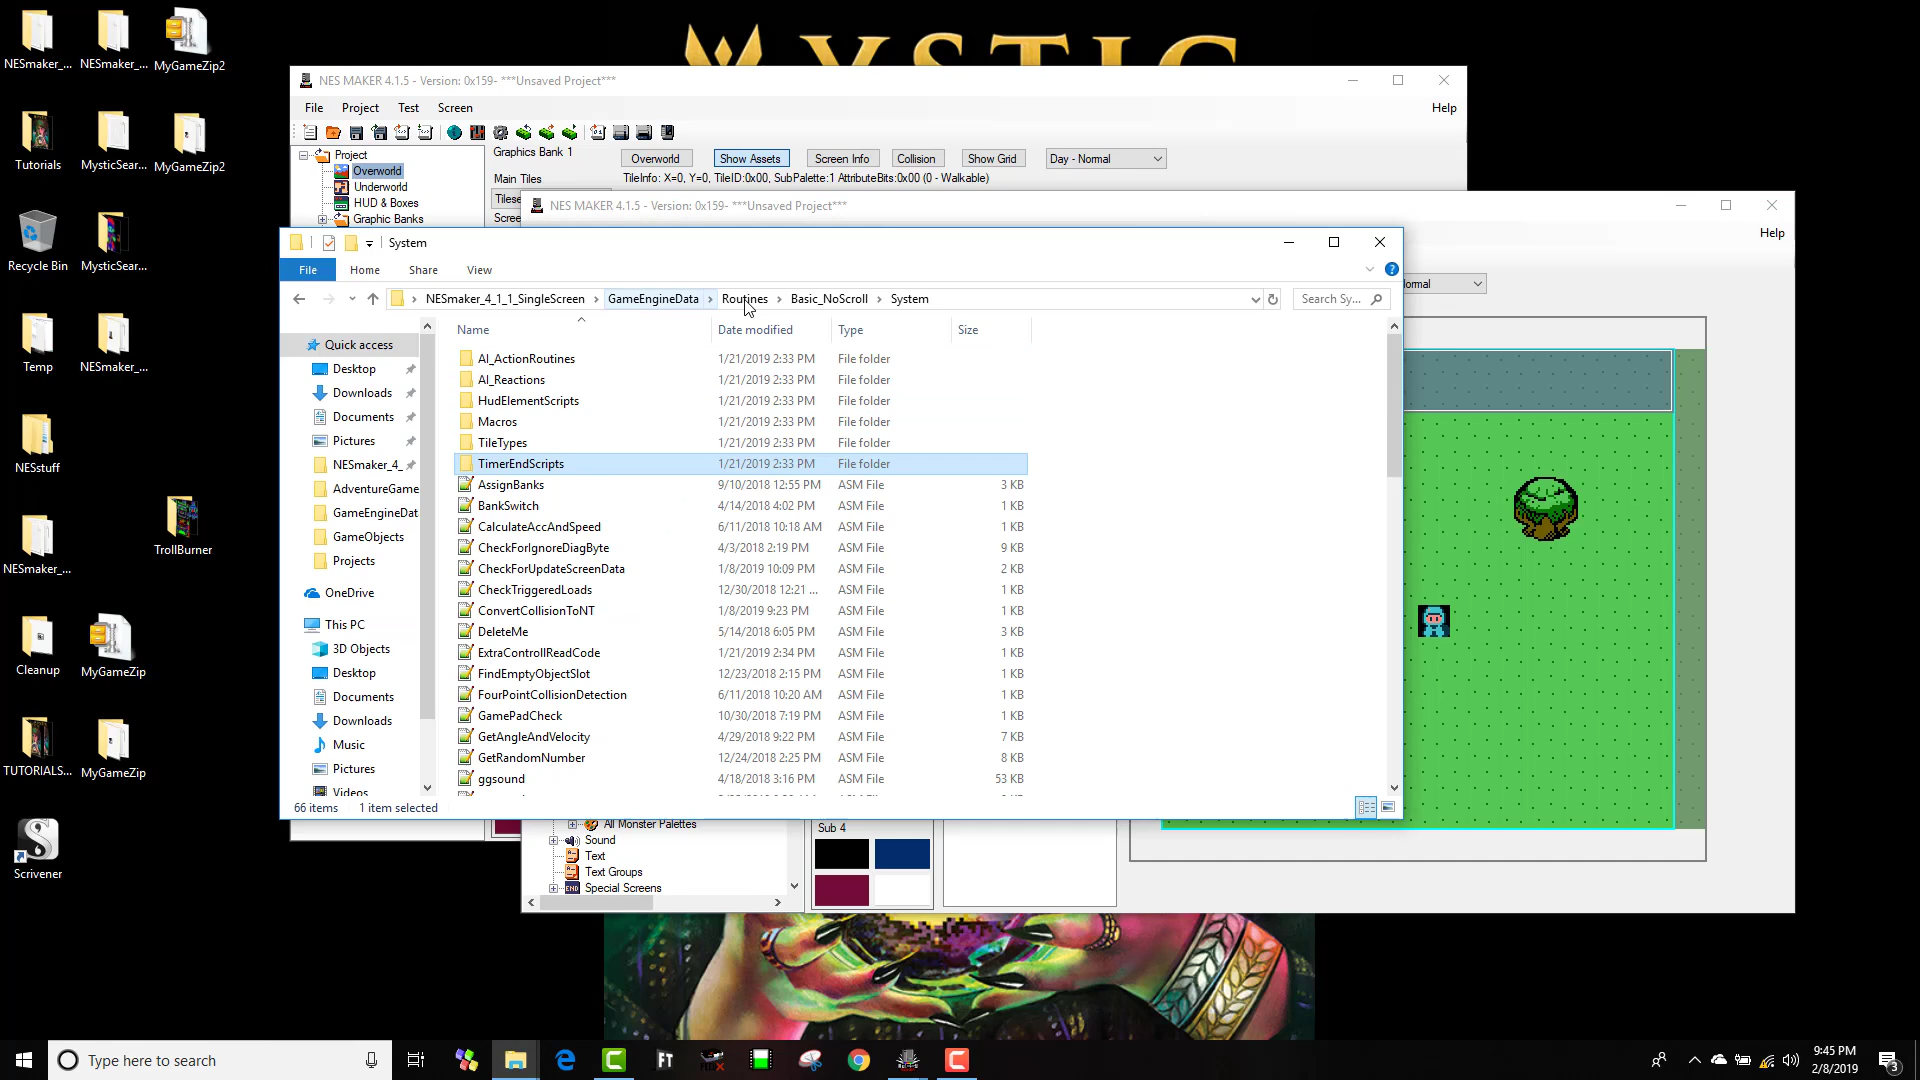 MYSTIC
NESmaker_...
NESmaker_...
MyGameZip2
Tutorials
MysticSear...
MyGameZip2
Recycle Bin
MysticSear...
Temp
NESmaker_...
NESstuff
TrollBurner
NESmaker_...
Cleanup
MyGameZip
TUTORIALS...
MyGameZip
Scrivener
NES MAKER 4.1.5 - Version: 0x159- ***Unsaved Project***
File Project Test Screen Help
Project
Overworld
Underworld
HUD & Boxes
Graphic Banks
Graphics Bank 1
Main Tiles
Tilese
Scree
Overworld Show Assets Screen Info Collision Show Grid Day - Normal
TileInfo: X=0, Y=0, TileID:0x00, SubPalette:1 AttributeBits:0x00 (0 - Walkable)
NES MAKER 4.1.5 - Version: 0x159- ***Unsaved Project***
Help
ormal
System
File Home Share View
NESmaker_4_1_1_SingleScreen › GameEngineData › Routines › Basic_NoScroll › System
Search Sy...
Name Date modified Type Size
Quick access
Desktop
Downloads
Documents
Pictures
NESmaker_4_
AdventureGame
GameEngineDat
GameObjects
Projects
OneDrive
This PC
3D Objects
Desktop
Documents
Downloads
Music
Pictures
Videos
AI_ActionRoutines 1/21/2019 2:33 PM File folder
AI_Reactions 1/21/2019 2:33 PM File folder
HudElementScripts 1/21/2019 2:33 PM File folder
Macros 1/21/2019 2:33 PM File folder
TileTypes 1/21/2019 2:33 PM File folder
TimerEndScripts 1/21/2019 2:33 PM File folder
AssignBanks 9/10/2018 12:55 PM ASM File 3 KB
BankSwitch 4/14/2018 4:02 PM ASM File 1 KB
CalculateAccAndSpeed 6/11/2018 10:18 AM ASM File 1 KB
CheckForIgnoreDiagByte 4/3/2018 2:19 PM ASM File 9 KB
CheckForUpdateScreenData 1/8/2019 10:09 PM ASM File 2 KB
CheckTriggeredLoads 12/30/2018 12:21 ... ASM File 1 KB
ConvertCollisionToNT 1/8/2019 9:23 PM ASM File 1 KB
DeleteMe 5/14/2018 6:05 PM ASM File 3 KB
ExtraControllReadCode 1/21/2019 2:34 PM ASM File 1 KB
FindEmptyObjectSlot 12/23/2018 2:15 PM ASM File 1 KB
FourPointCollisionDetection 6/11/2018 10:20 AM ASM File 1 KB
GamePadCheck 10/30/2018 7:19 PM ASM File 1 KB
GetAngleAndVelocity 4/29/2018 9:22 PM ASM File 7 KB
GetRandomNumber 12/24/2018 2:25 PM ASM File 8 KB
ggsound 4/18/2018 3:16 PM ASM File 53 KB
66 items 1 item selected
All Monster Palettes
Sound
Text
Text Groups
END Special Screens
Sub 4
Type here to search
FT
9:45 PM
2/8/2019
3